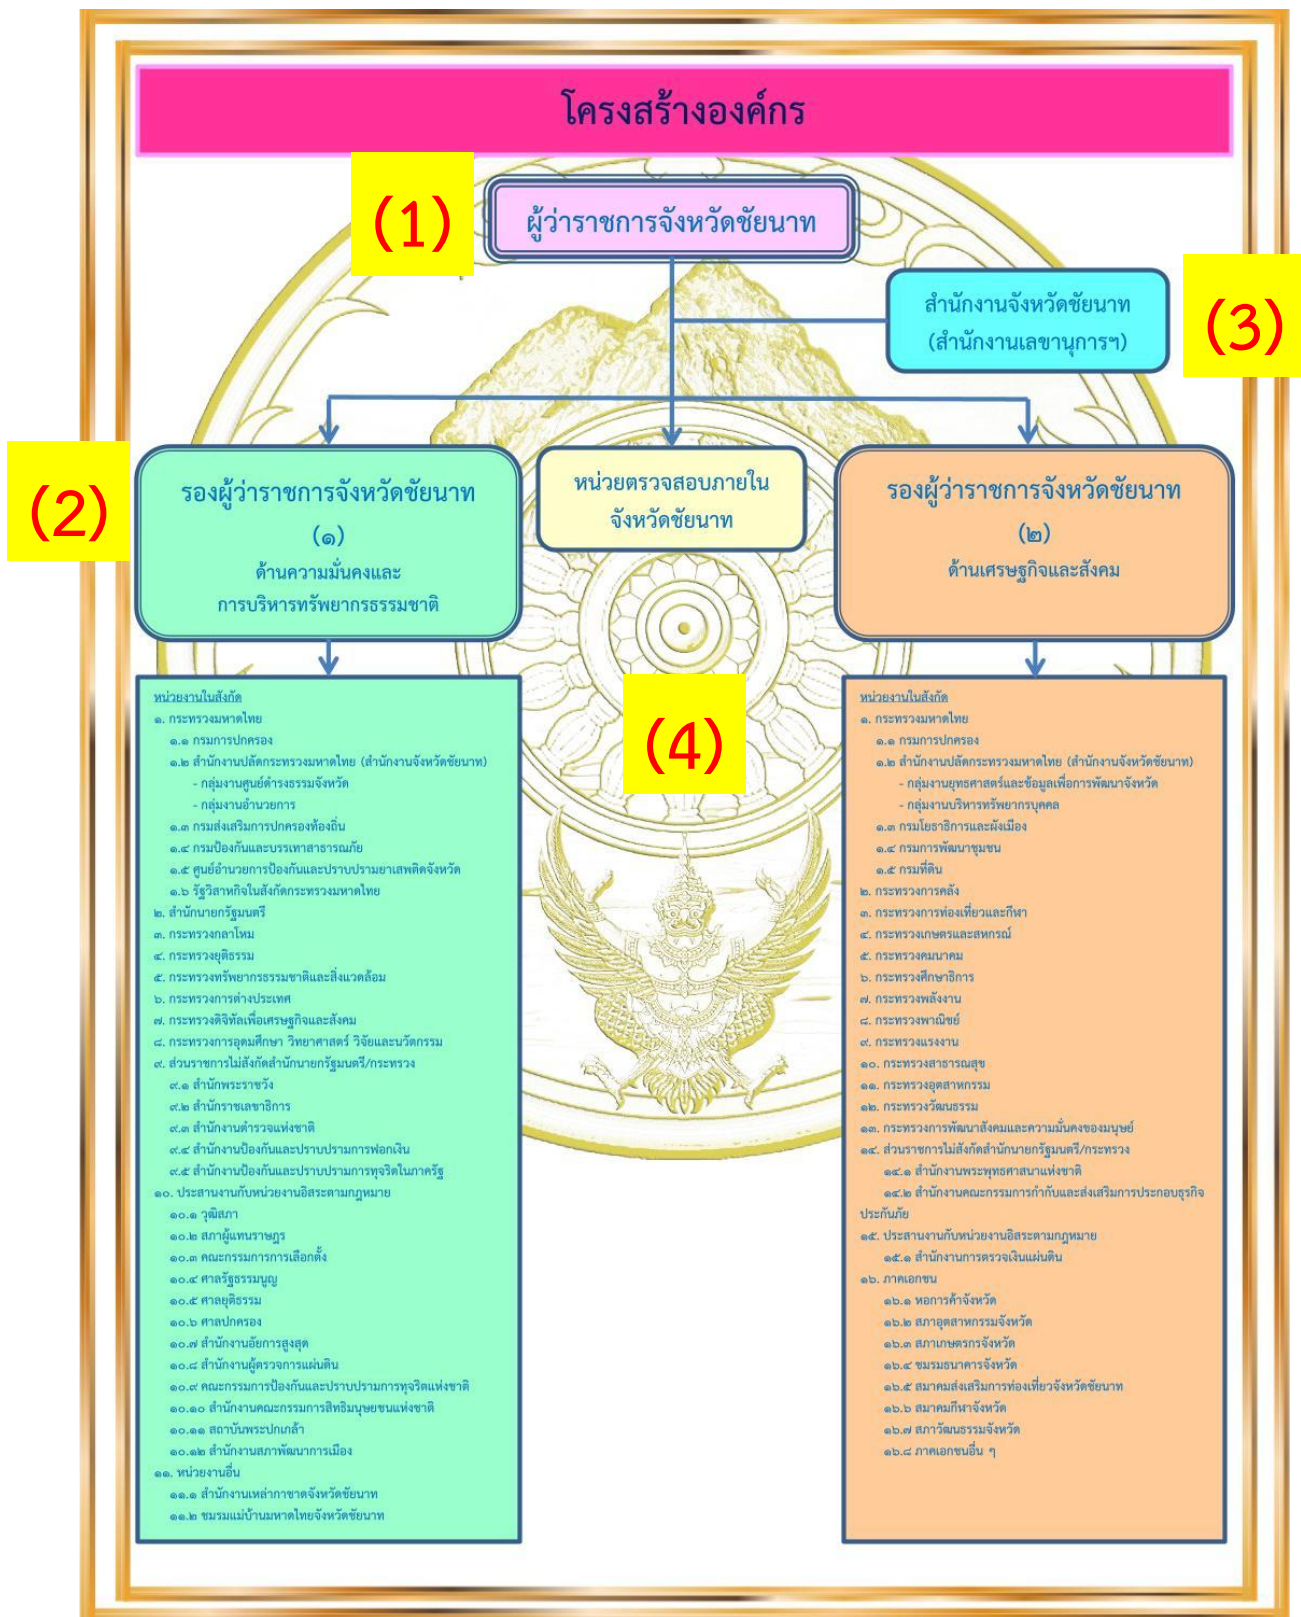 โครงสร้างองค์กร
(1)
ผู้ว่าราชการจังหวัดชัยนาท
สำนักงานจังหวัดชัยนาท
(สำนักงานเลขานุการฯ)
(3)
(2)
รองผู้ว่าราชการจังหวัดชัยนาท
(๑)
ด้านความมั่นคงและ
การบริหารทรัพยากรธรรมชาติ
หน่วยตรวจสอบภายใน
จังหวัดชัยนาท
รองผู้ว่าราชการจังหวัดชัยนาท
(๒)
ด้านเศรษฐกิจและสังคม
(4)
หน่วยงานในสังกัด
๑. กระทรวงมหาดไทย
๑.๑ กรมการปกครอง
๑.๒ สำนักงานปลัดกระทรวงมหาดไทย (สำนักงานจังหวัดชัยนาท)
- กลุ่มงานศูนย์ดำรงธรรมจังหวัด
- กลุ่มงานอำนวยการ
๑.๓ กรมส่งเสริมการปกครองท้องถิ่น
๑.๔ กรมป้องกันและบรรเทาสาธารณภัย
๑.๕ ศูนย์อำนวยการป้องกันและปราบปรามยาเสพติดจังหวัด
๑.๖ รัฐวิสาหกิจในสังกัดกระทรวงมหาดไทย
๒. สำนักนายกรัฐมนตรี
๓. กระทรวงกลาโหม
๔. กระทรวงยุติธรรม
๕. กระทรวงทรัพยากรธรรมชาติและสิ่งแวดล้อม
๖. กระทรวงการต่างประเทศ
๗. กระทรวงดิจิทัลเพื่อเศรษฐกิจและสังคม
๘. กระทรวงการอุดมศึกษา วิทยาศาสตร์ วิจัยและนวัตกรรม
๙. ส่วนราชการไม่สังกัดสำนักนายกรัฐมนตรี/กระทรวง
๙.๑ สำนักพระราชวัง
๙.๒ สำนักราชเลขาธิการ
๙.๓ สำนักงานตำรวจแห่งชาติ
๙.๔ สำนักงานป้องกันและปราบปรามการฟอกเงิน
๙.๕ สำนักงานป้องกันและปราบปรามการทุจริตในภาครัฐ
๑๐. ประสานงานกับหน่วยงานอิสระตามกฎหมาย
๑๐.๑ วุฒิสภา
๑๐.๒ สภาผู้แทนราษฎร
๑๐.๓ คณะกรรมการการเลือกตั้ง
๑๐.๔ ศาลรัฐธรรมนูญ
๑๐.๕ ศาลยุติธรรม
๑๐.๖ ศาลปกครอง
๑๐.๗ สำนักงานอัยการสูงสุด
๑๐.๘ สำนักงานผู้ตรวจการแผ่นดิน
๑๐.๙ คณะกรรมการป้องกันและปราบปรามการทุจริตแห่งชาติ
๑๐.๑๐ สำนักงานคณะกรรมการสิทธิมนุษยชนแห่งชาติ
๑๐.๑๑ สถาบันพระปกเกล้า
๑๐.๑๒ สำนักงานสภาพัฒนาการเมือง
๑๑. หน่วยงานอื่น
๑๑.๑ สำนักงานเหล่ากาชาดจังหวัดชัยนาท
๑๑.๒ ชมรมแม่บ้านมหาดไทยจังหวัดชัยนาท
หน่วยงานในสังกัด
๑. กระทรวงมหาดไทย
๑.๑ กรมการปกครอง
๑.๒ สำนักงานปลัดกระทรวงมหาดไทย (สำนักงานจังหวัดชัยนาท)
- กลุ่มงานยุทธศาสตร์และข้อมูลเพื่อการพัฒนาจังหวัด
- กลุ่มงานบริหารทรัพยากรบุคคล
๑.๓ กรมโยธาธิการและผังเมือง
๑.๔ กรมการพัฒนาชุมชน
๑.๕ กรมที่ดิน
๒. กระทรวงการคลัง
๓. กระทรวงการท่องเที่ยวและกีฬา
๔. กระทรวงเกษตรและสหกรณ์
๕. กระทรวงคมนาคม
๖. กระทรวงศึกษาธิการ
๗. กระทรวงพลังงาน
๘. กระทรวงพาณิชย์
๙. กระทรวงแรงงาน
๑๐. กระทรวงสาธารณสุข
๑๑. กระทรวงอุตสาหกรรม
๑๒. กระทรวงวัฒนธรรม
๑๓. กระทรวงการพัฒนาสังคมและความมั่นคงของมนุษย์
๑๔. ส่วนราชการไม่สังกัดสำนักนายกรัฐมนตรี/กระทรวง
๑๔.๑ สำนักงานพระพุทธศาสนาแห่งชาติ
๑๔.๒ สำนักงานคณะกรรมการกำกับและส่งเสริมการประกอบธุรกิจ
ประกันภัย
๑๕. ประสานงานกับหน่วยงานอิสระตามกฎหมาย
๑๕.๑ สำนักงานการตรวจเงินแผ่นดิน
๑๖. ภาคเอกชน
๑๖.๑ หอการค้าจังหวัด
๑๖.๒ สภาอุตสาหกรรมจังหวัด
๑๖.๓ สภาเกษตรกรจังหวัด
๑๖.๔ ชมรมธนาคารจังหวัด
๑๖.๕ สมาคมส่งเสริมการท่องเที่ยวจังหวัดชัยนาท
๑๖.๖ สมาคมกีฬาจังหวัด
๑๖.๗ สภาวัฒนธรรมจังหวัด
๑๖.๘ ภาคเอกชนอื่น ๆ